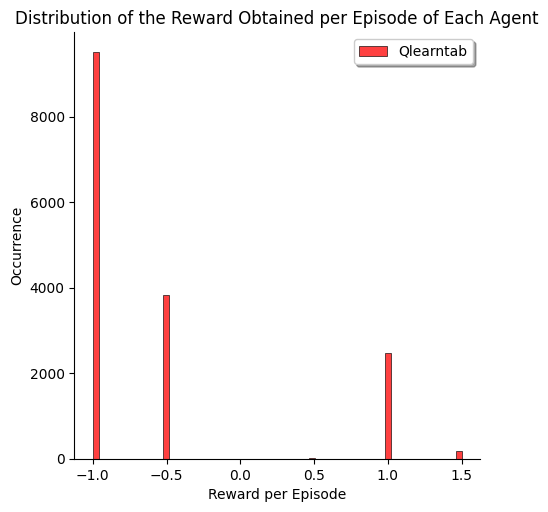 Distribution of the Reward Obtained per Episode of Each Agent
Qlearntab
8000
6000
4000
2000
0
Occurrence
−1.0 −0.5 0.0 0.5 1.0 1.5
Reward per Episode